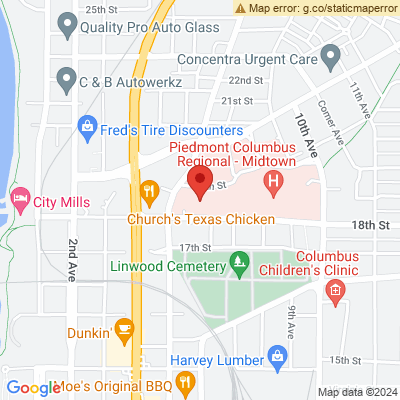 25th St
Map error: g.co/staticmaperror
Quality Pro Auto Glass
Concentra Urgent Care
22nd St
C & B Autowerkz
21st St
11th Ave
Comer Ave
10th Ave
Fred's Tire Discounters
Piedmont Columbus
Regional - Midtown
St
H
City Mills
Church's Texas Chicken
18th St
2nd Ave
17th St
Linwood Cemetery
Columbus
Children's Clinic
9th Ave
Dunkin'
Harvey Lumber
15th St
Google
Moe's Original BBQ
Map data ©2024